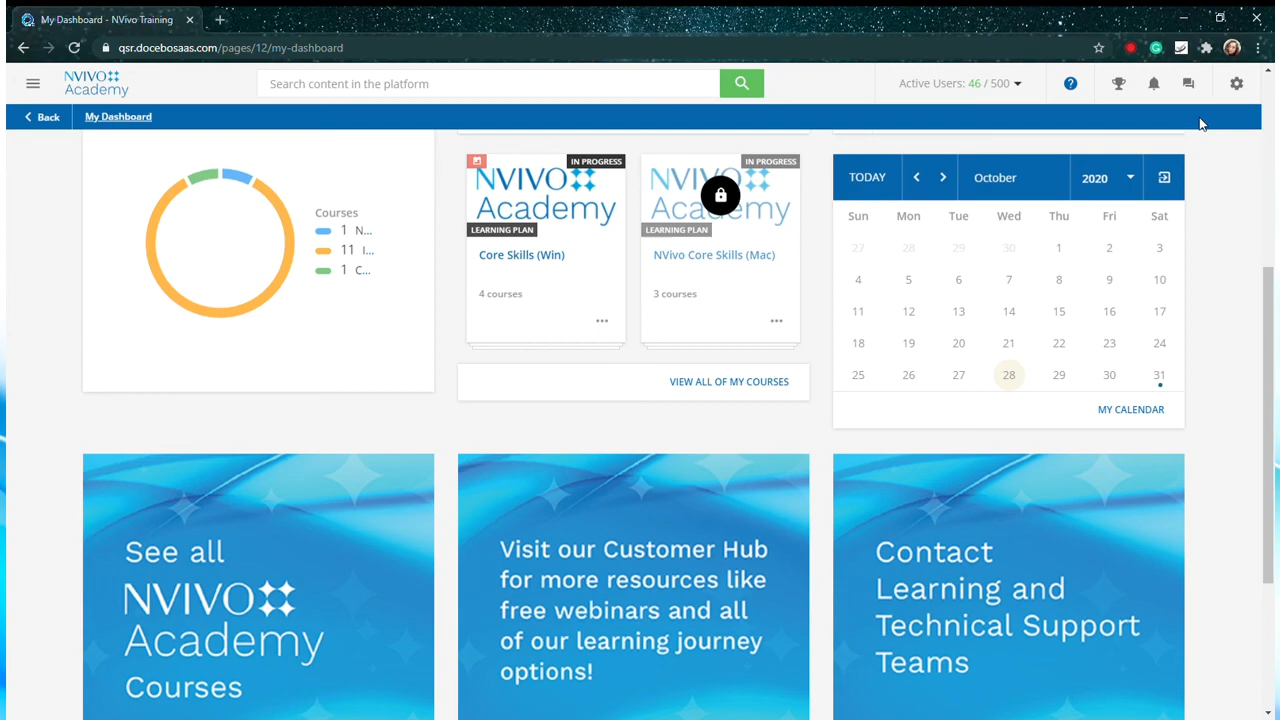 My Dashboard - NVivo Training
qsr.docebosaas.com/pages/12/my-dashboard
NVIVO
Academy
Search content in the platform
Active Users: 46 / 500
Back
My Dashboard
Courses
1 N...
11 I...
1 C...
IN PROGRESS
NVIVO
Academy
LEARNING PLAN
Core Skills (Win)
4 courses
IN PROGRESS
NVIVO
Academy
LEARNING PLAN
NVivo Core Skills (Mac)
3 courses
VIEW ALL OF MY COURSES
TODAY October 2020
Sun Mon Tue Wed Thu Fri Sat
27 28 29 30 1 2 3
4 5 6 7 8 9 10
11 12 13 14 15 16 17
18 19 20 21 22 23 24
25 26 27 28 29 30 31
MY CALENDAR
See all
NVIVO
Academy
Courses
Visit our Customer Hub
for more resources like
free webinars and all
of our learning journey
options!
Contact
Learning and
Technical Support
Teams